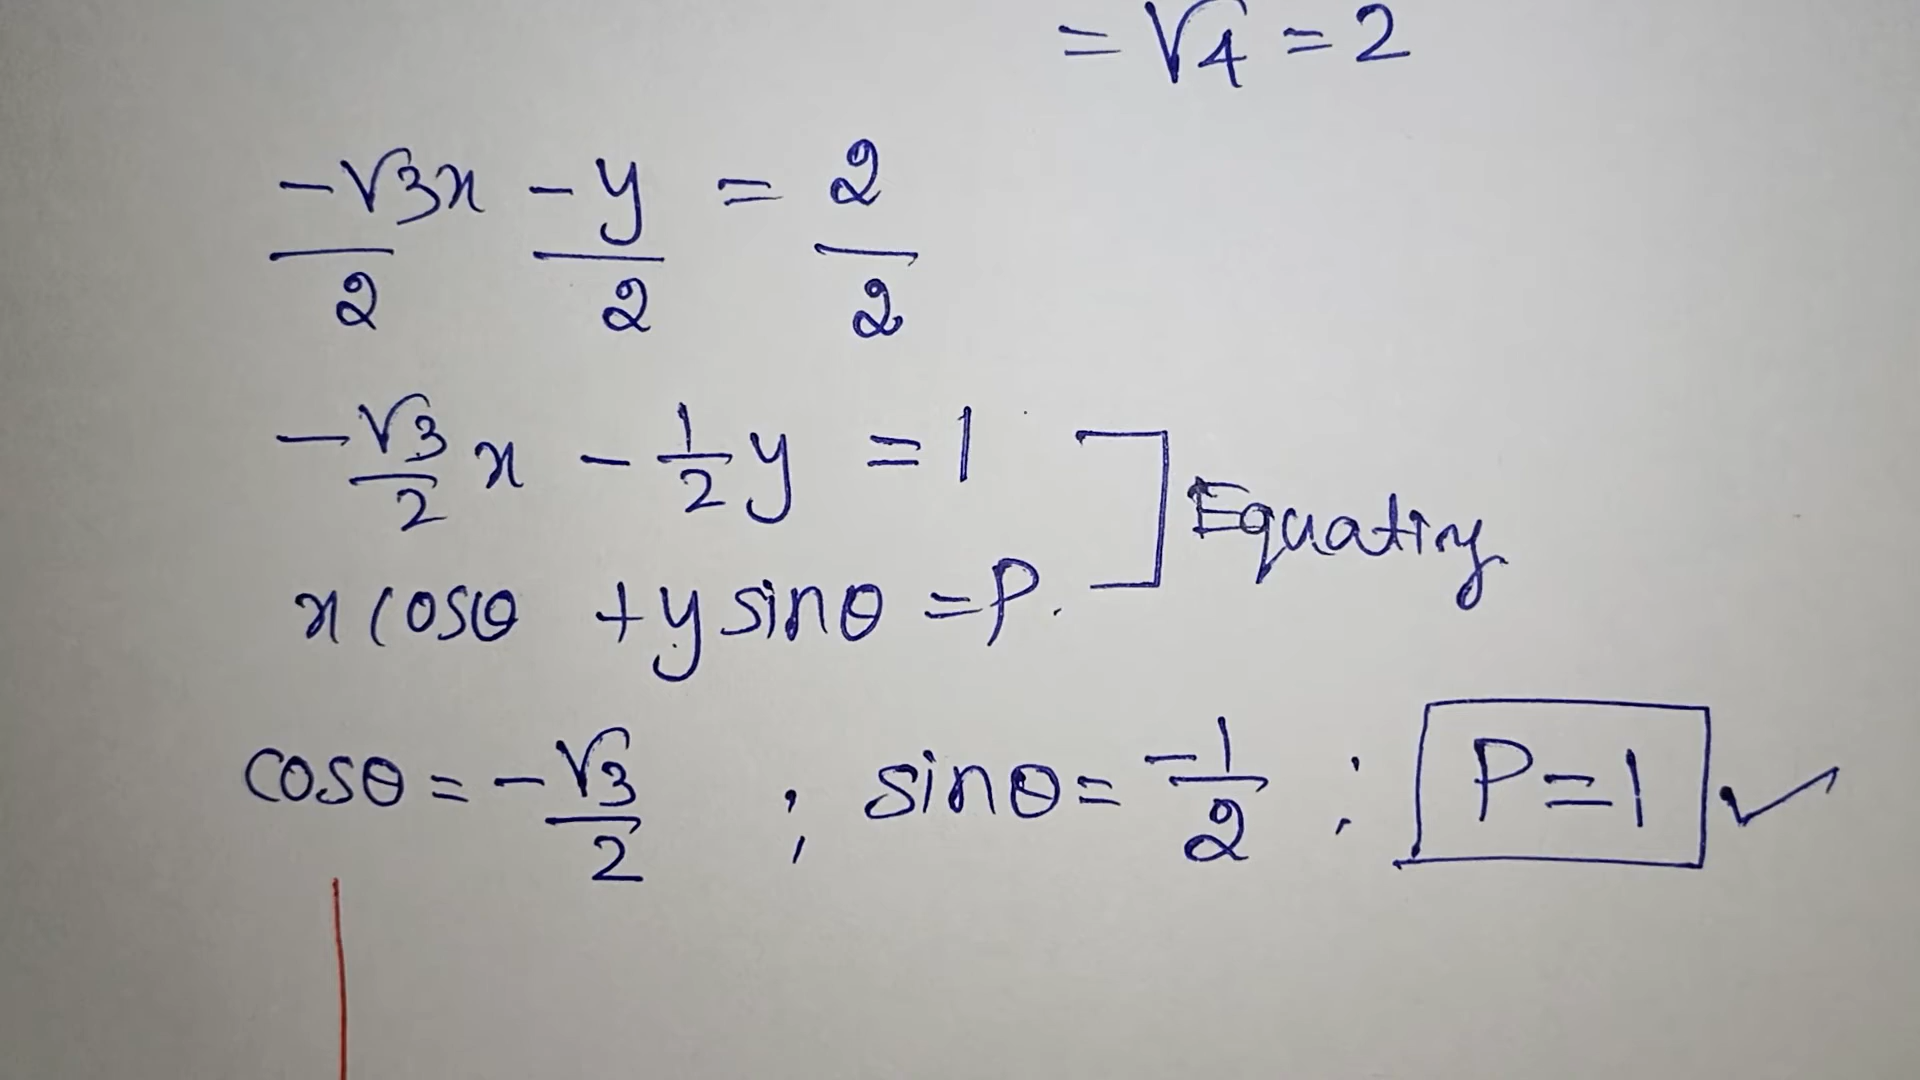 = √4 = 2
-√3x/2 - y/2 = 2/2
-√3/2 x - 1/2 y = 1
Equating
x cosθ + y sinθ = P.
cosθ = -√3/2 ; sinθ = -1/2 ; P=1 ✓